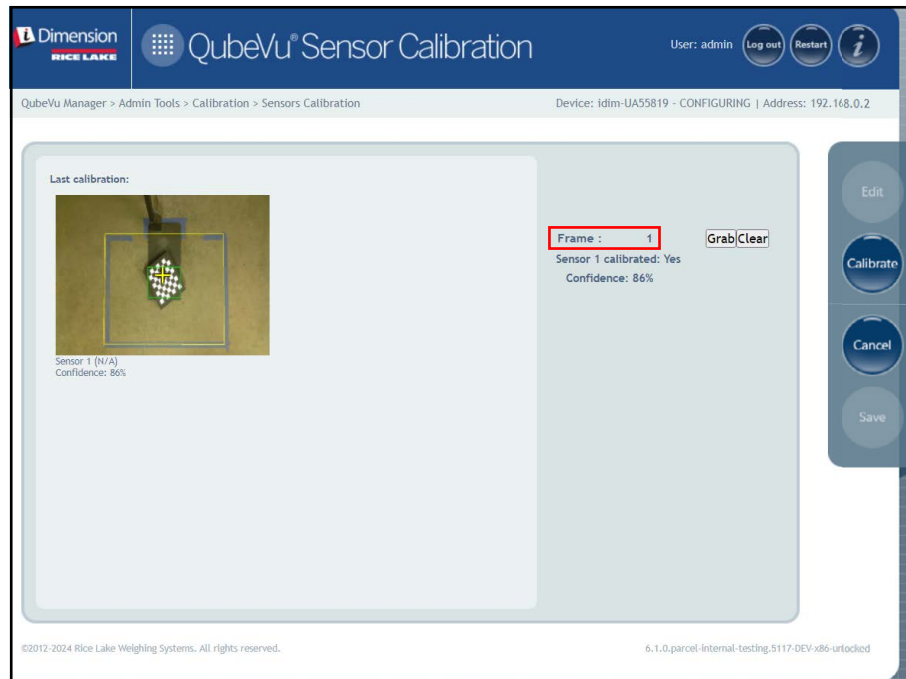 iDimension
RICE LAKE
QubeVu® Sensor Calibration
User: admin
Log out
Restart
i
QubeVu Manager > Admin Tools > Calibration > Sensors Calibration
Device: idim-UA55819 - CONFIGURING | Address: 192.168.0.2
Last calibration:
Sensor 1 (N/A)
Confidence: 86%
Frame : 1
Grab Clear
Sensor 1 calibrated: Yes
Confidence: 86%
Edit
Calibrate
Cancel
Save
©2012-2024 Rice Lake Weighing Systems. All rights reserved.
6.1.0.parcel-internal-testing.5117-DEV-x86-unlocked